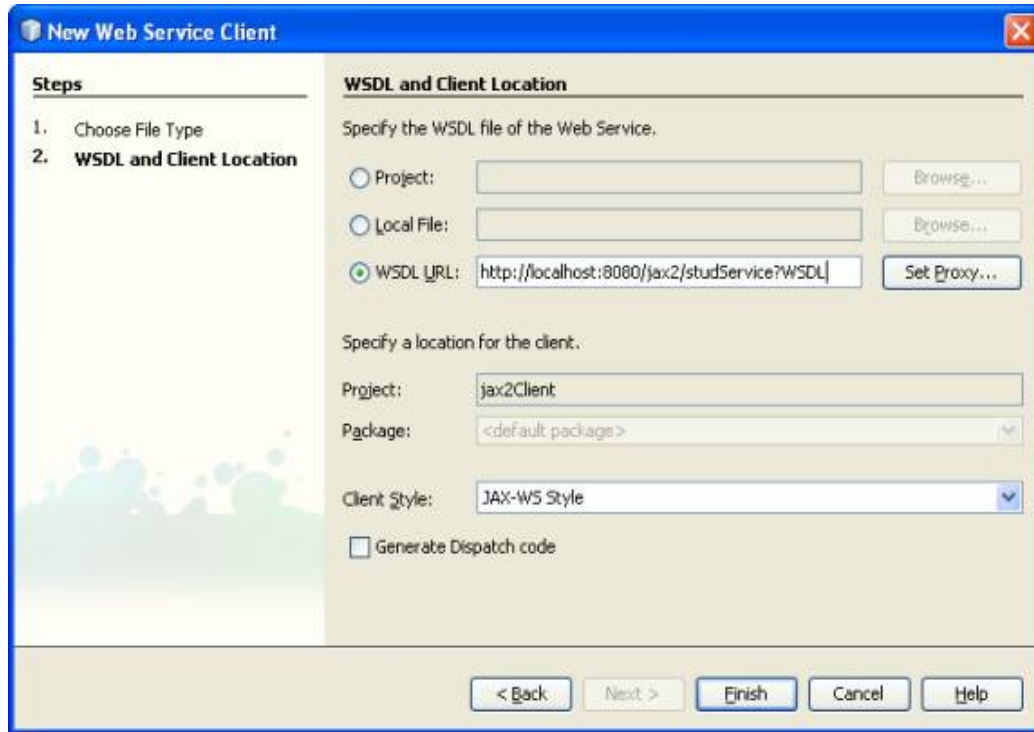 New Web Service Client
Steps
1. Choose File Type
2. WSDL and Client Location
WSDL and Client Location
Specify the WSDL file of the Web Service.
Project: Browse...
Local File: Browse...
WSDL URL: http://localhost:8080/jax2/studService?WSDL Set Proxy...
Specify a location for the client.
Project: jax2Client
Package: <default package>
Client Style: JAX-WS Style
Generate Dispatch code
< Back Next > Finish Cancel Help